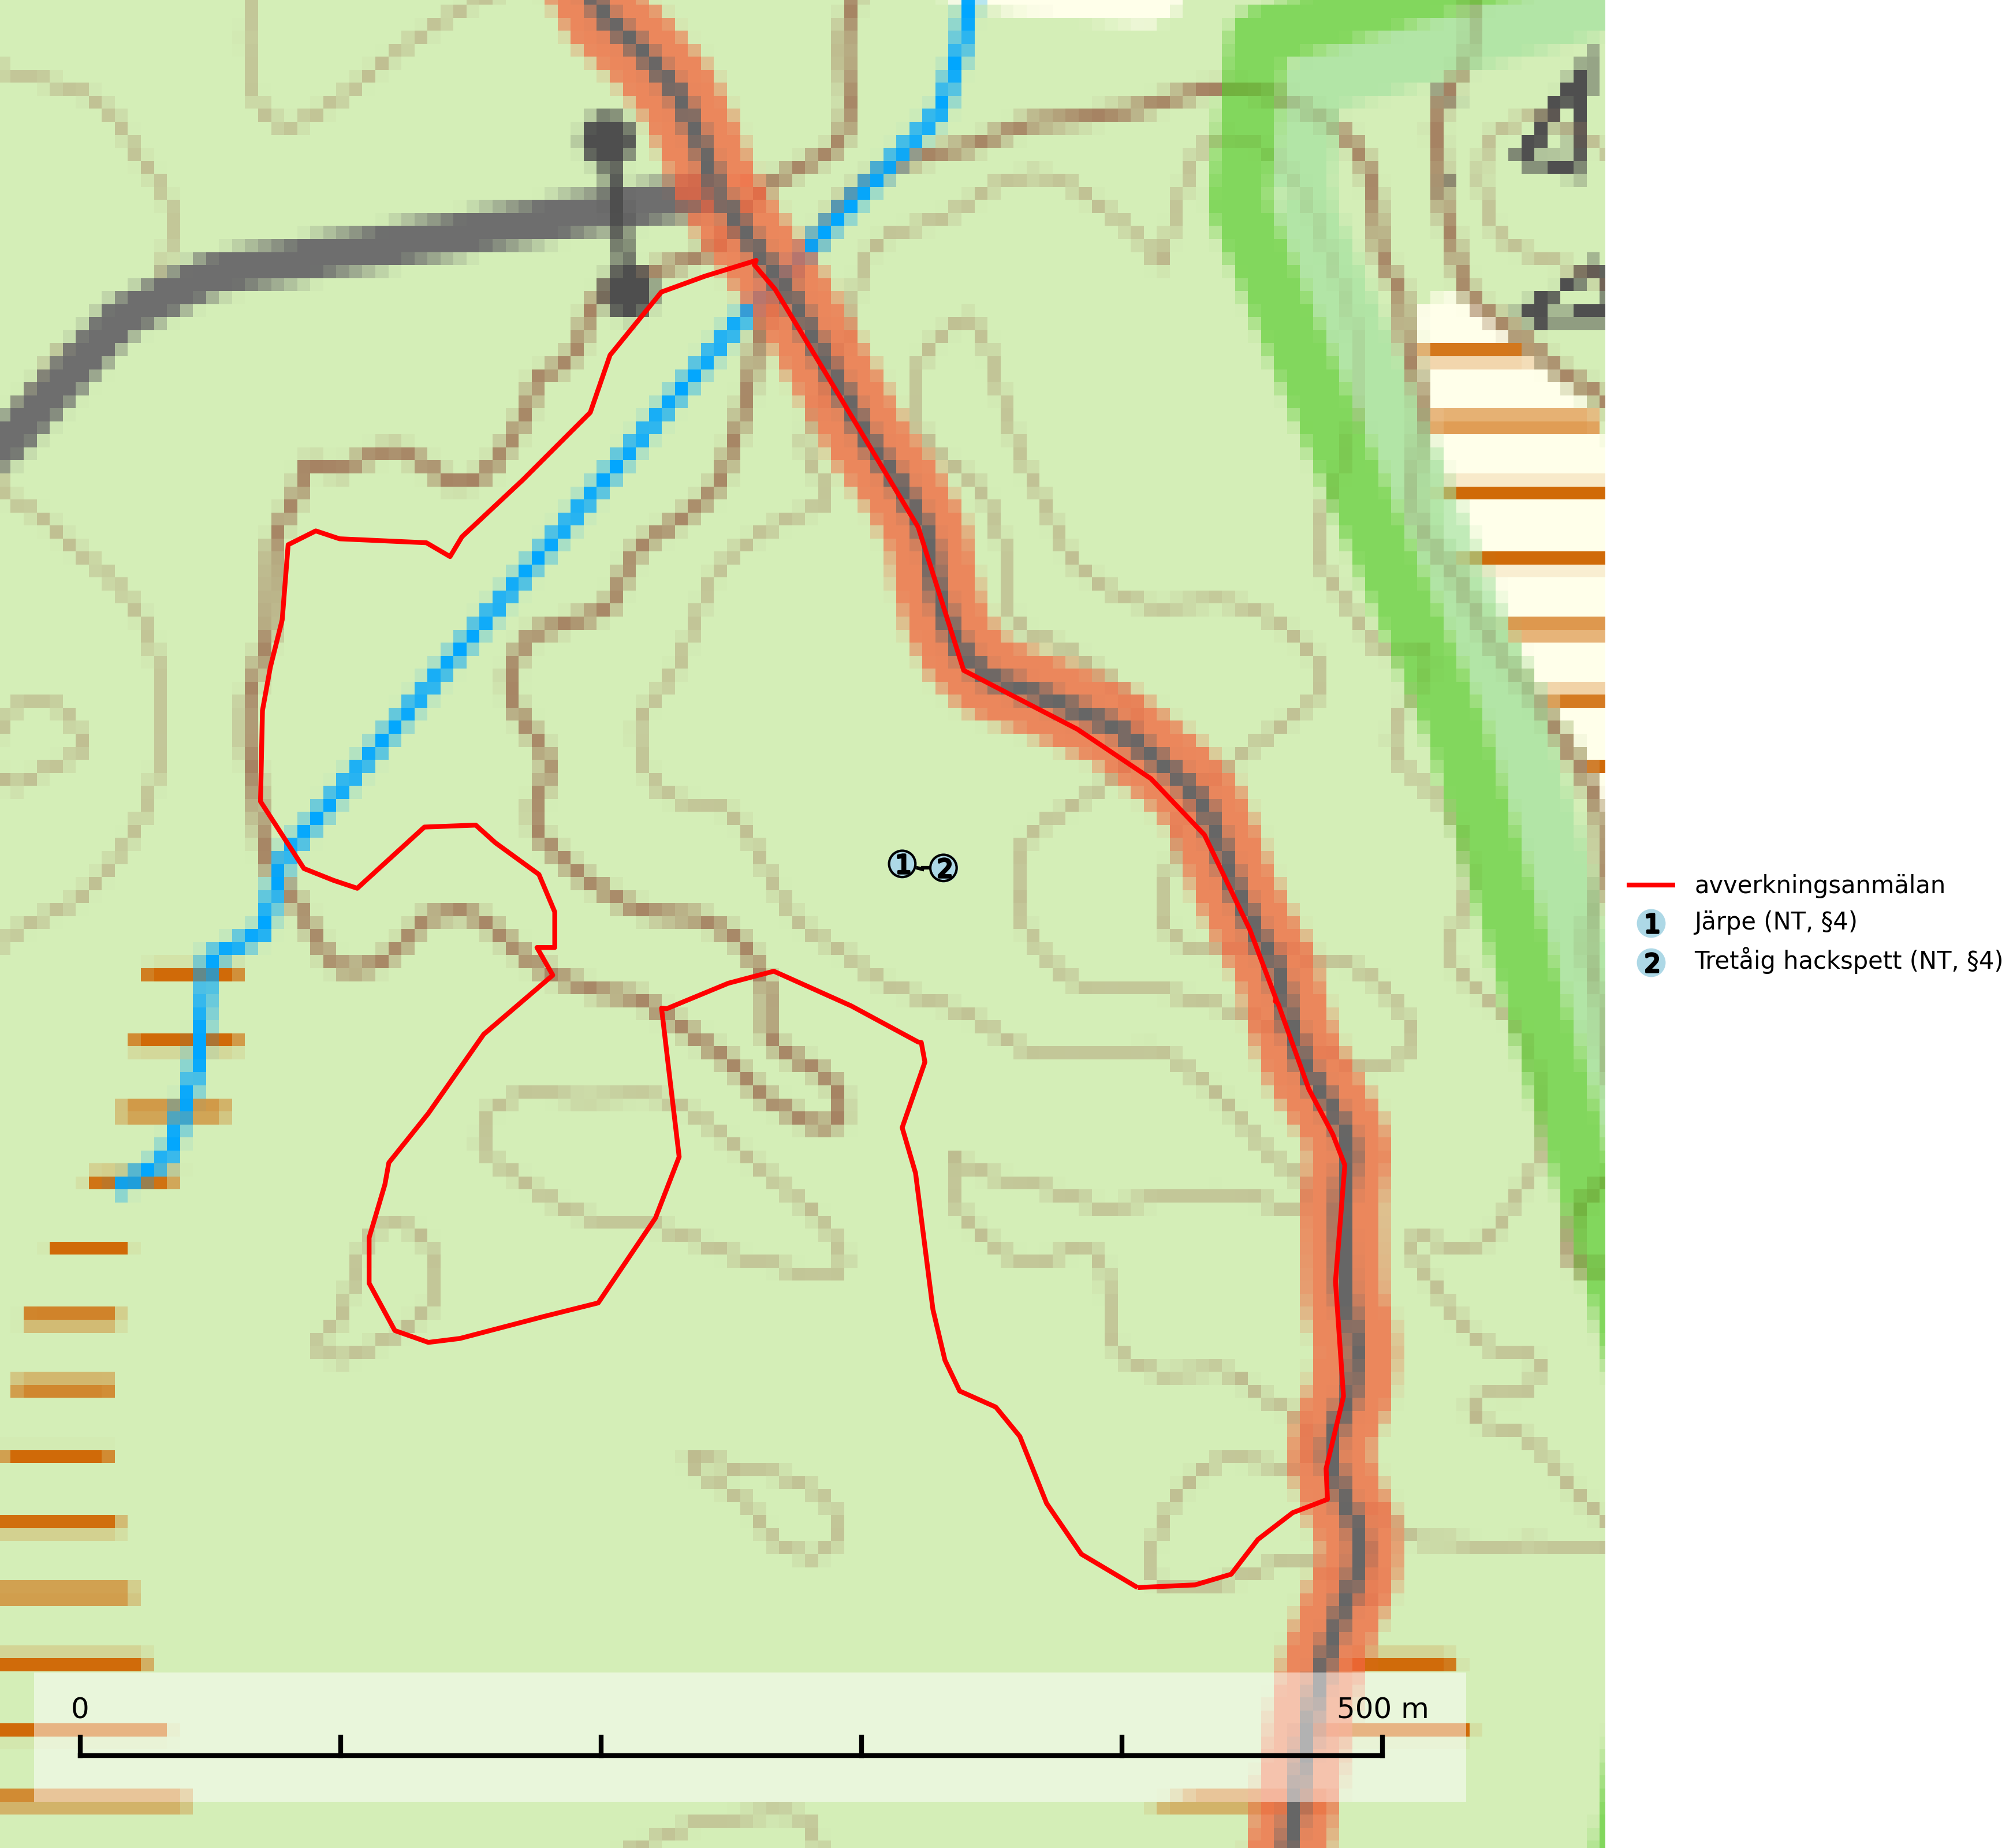 1
2
avverkningsanmälan
1 Järpe (NT, §4)
2 Tretåig hackspett (NT, §4)
0 500 m